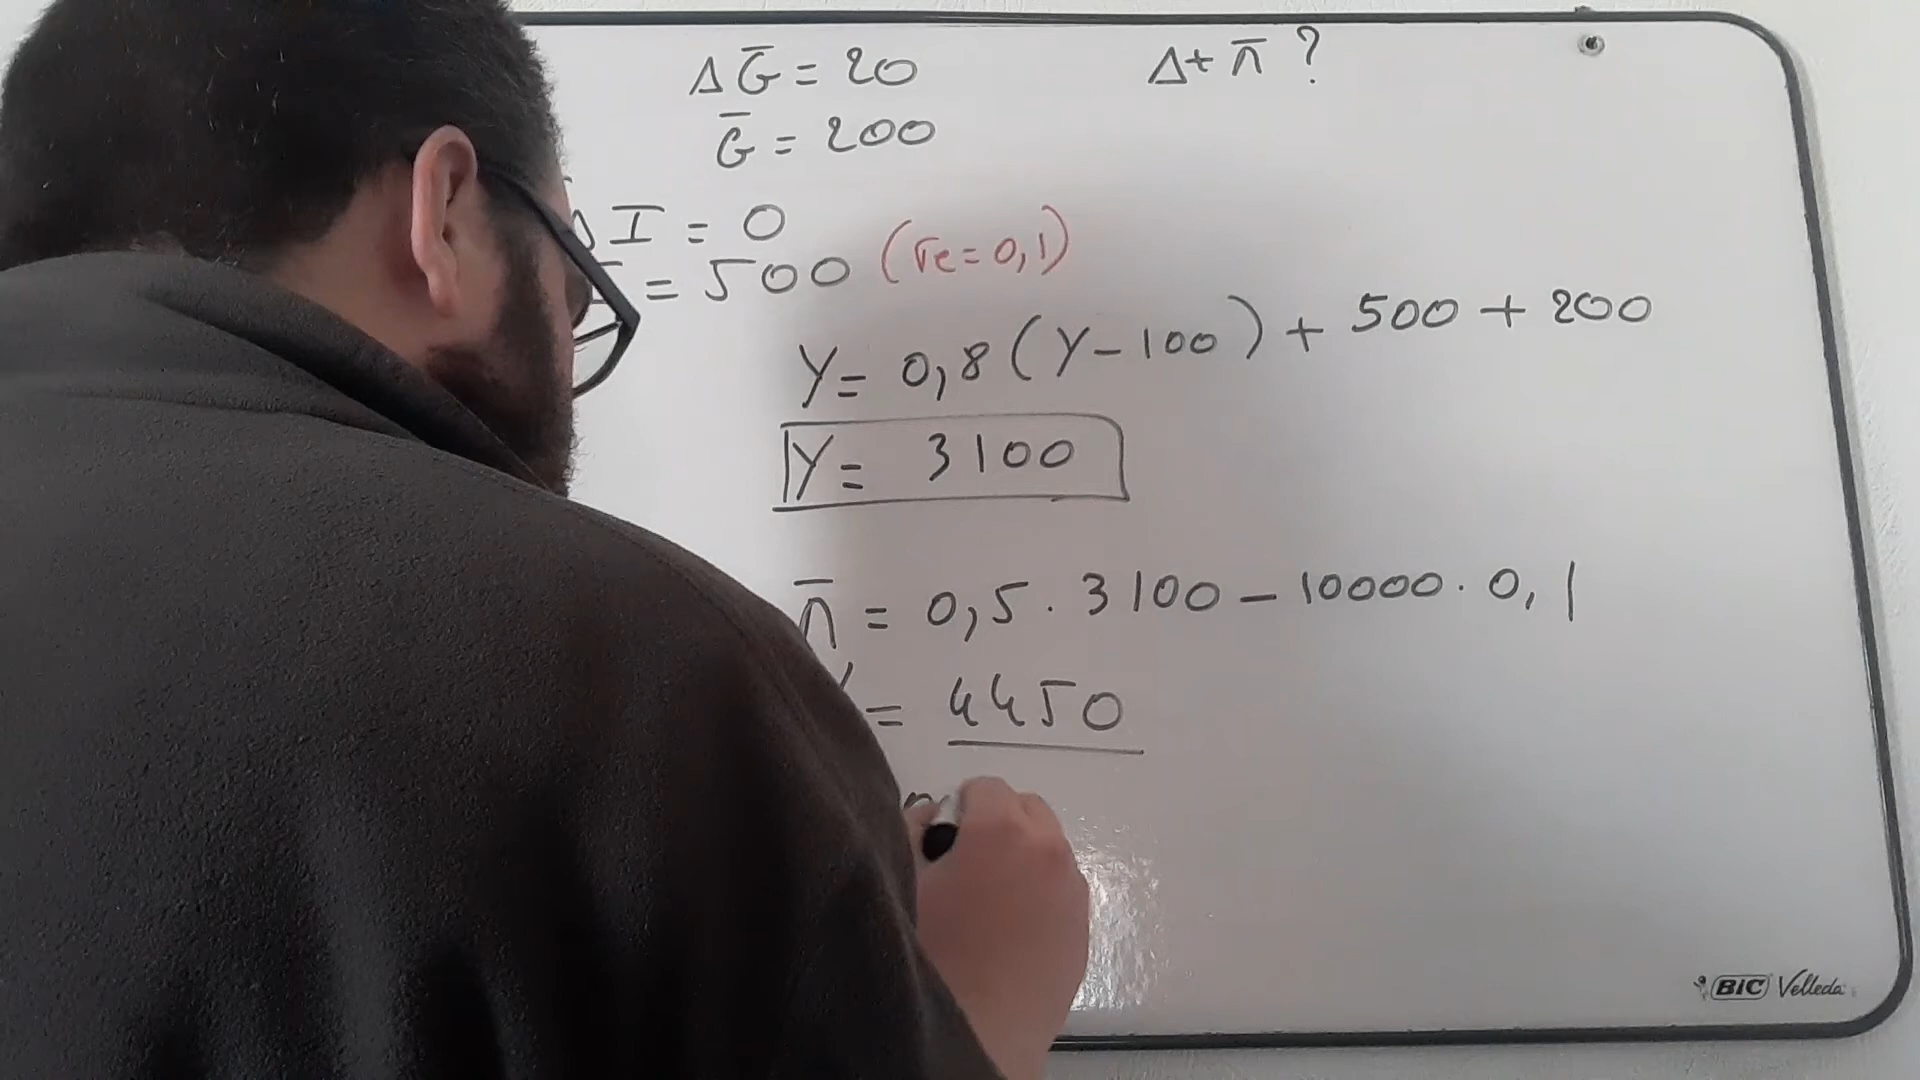 ΔḠ = 20
Δ+ n̄ ?
Ḡ = 200
Δ I = 0
= 500 (re = 0,1)
Y = 0,8 (Y - 100) + 500 + 200
Y = 3100
n̄ = 0,5 . 3100 - 10000 . 0,1
= 4450
BIC Velleda